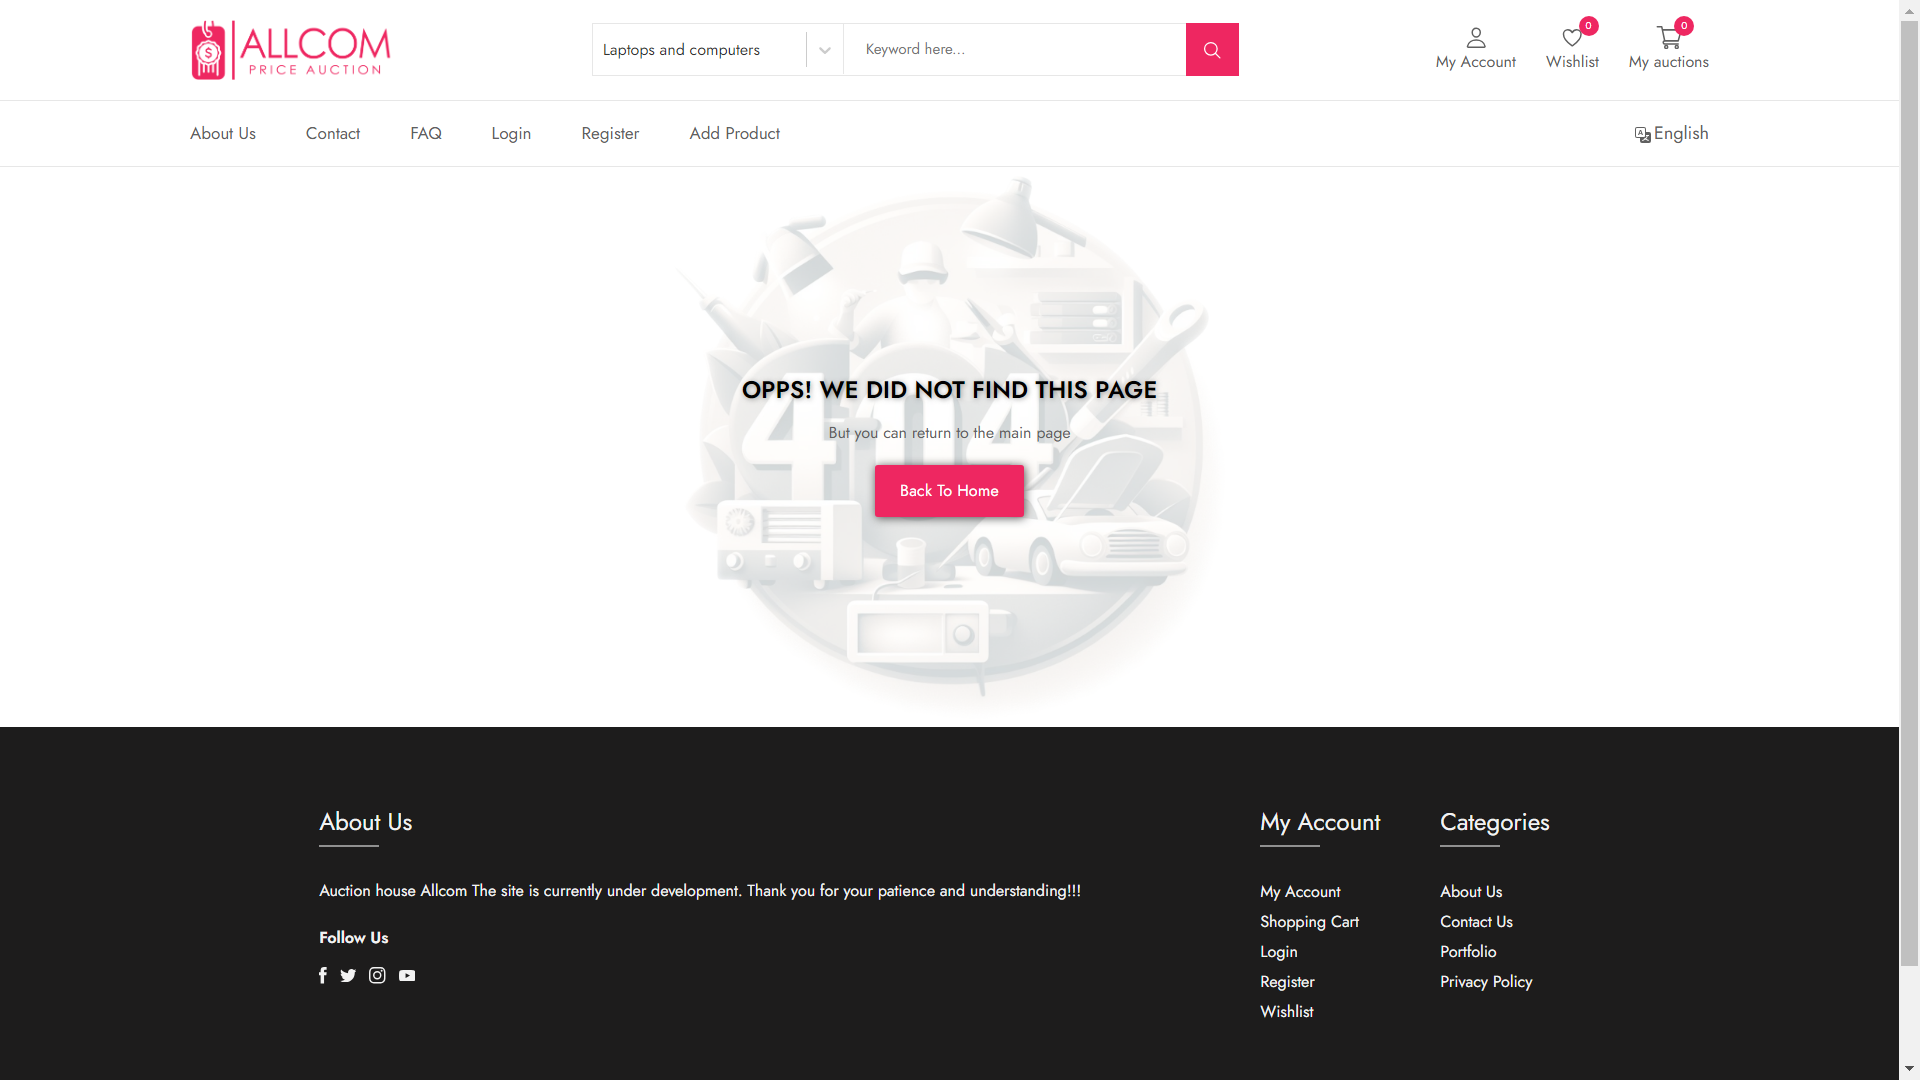 ALLCOM
PRICE AUCTION
Laptops and computers
Keyword here...
My Account
0
Wishlist
0
My auctions
About Us
Contact
FAQ
Login
Register
Add Product
English
404
OPPS! WE DID NOT FIND THIS PAGE
But you can return to the main page
Back To Home
About Us
Auction house Allcom The site is currently under development. Thank you for your patience and understanding!!!
Follow Us
My Account
My Account
Shopping Cart
Login
Register
Wishlist
Categories
About Us
Contact Us
Portfolio
Privacy Policy